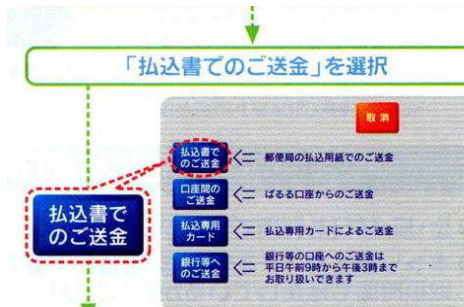 「払込書でのご送金」を選択
取消
払込書で
のご送金
郵便局の払込用紙でのご送金
口座間の
ご送金
ぱるる口座からのご送金
払込書で
のご送金
払込専用
カード
払込専用カードによるご送金
銀行等へ
のご送金
銀行等の口座へのご送金は
平日午前9時から午後3時まで
お取り扱いできます